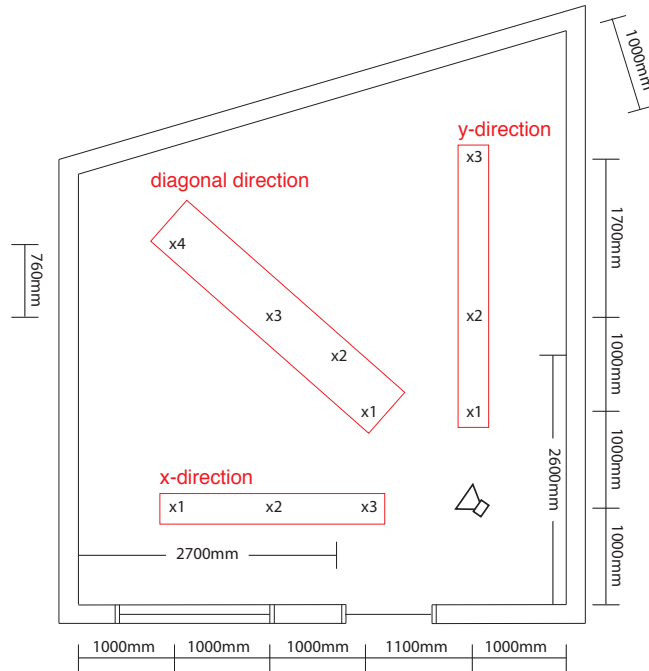 1000mm
y-direction
x3
diagonal direction
x4
1700mm
760mm
x3
x2
x2
1000mm
x1
x1
1000mm
2600mm
x-direction
x1
x2
x3
2700mm
1000mm
1000mm
1000mm
1000mm
1100mm
1000mm